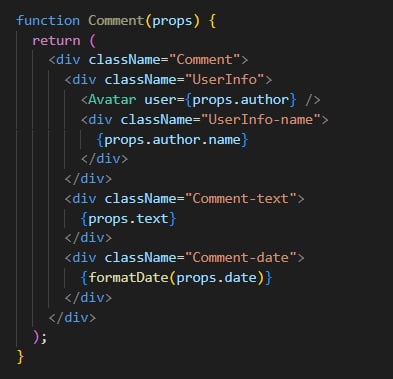 function Comment(props) {
  return (
    <div className="Comment">
      <div className="UserInfo">
        <Avatar user={props.author} />
        <div className="UserInfo-name">
          {props.author.name}
        </div>
      </div>
      <div className="Comment-text">
        {props.text}
      </div>
      <div className="Comment-date">
        {formatDate(props.date)}
      </div>
    </div>
  );
}